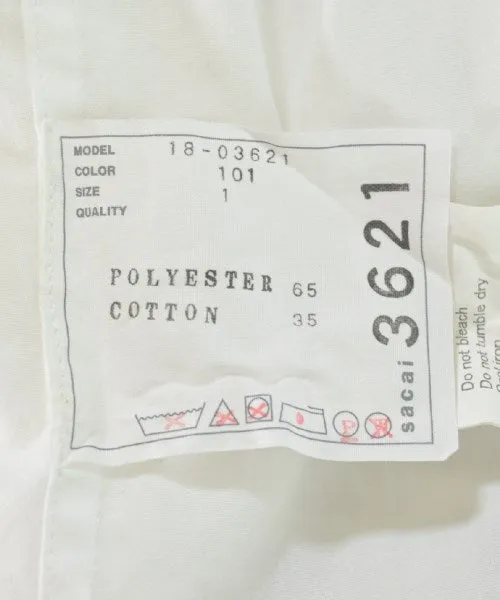 MODEL 18-03621
COLOR 101
SIZE 1
QUALITY
POLYESTER 65
COTTON 35
P
sacai 3621
Do not bleach
Do not tumble dry